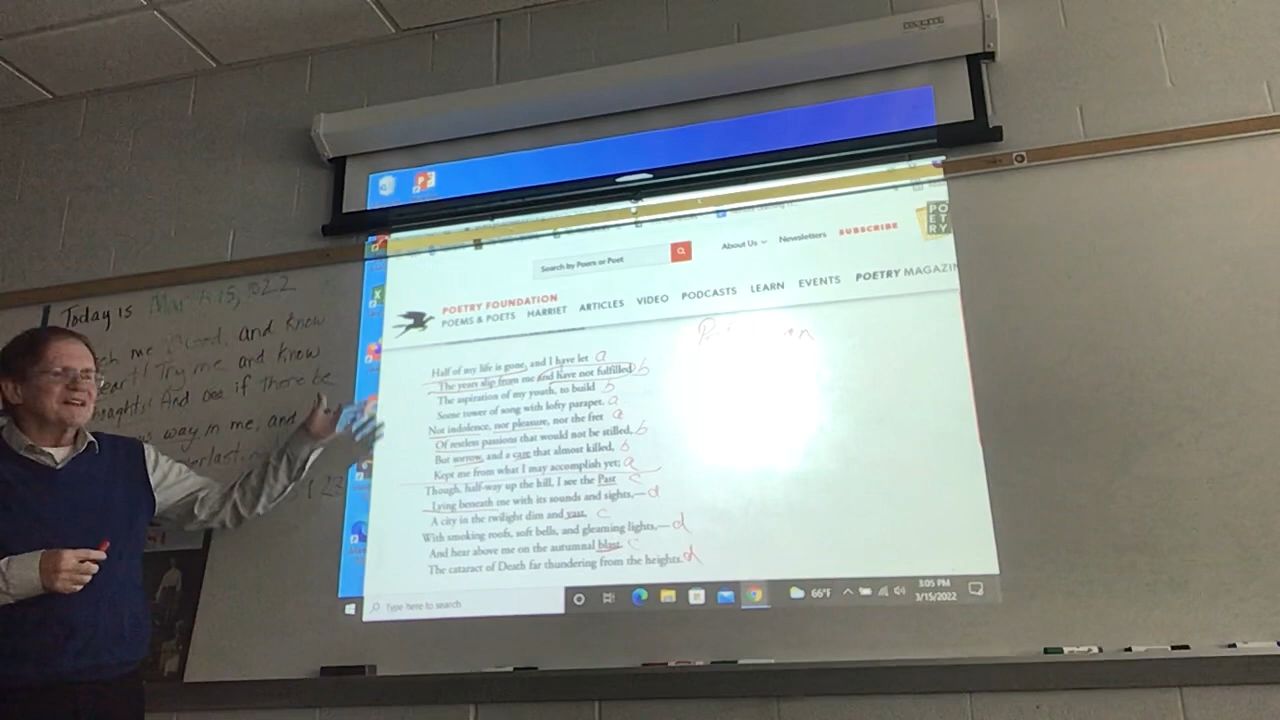 Today is March 15, 2022
me and know
Try me and know
And if there be
way in me, and
Search by Poem or Poet
About Us
Newsletters
SUBSCRIBE
POETRY
POETRY FOUNDATION
POEMS & POETS HARRIET ARTICLES VIDEO PODCASTS LEARN EVENTS POETRY MAGAZIN
Half of my life is gone, and I have let a
The years slip from me and have not fulfilled b
The aspiration of my youth, to build b
Some tower of song with lofty parapet. a
Not indolence, nor pleasure, nor the fret a
Of restless passions that would not be stilled, b
But sorrow, and a care that almost killed, b
Kept me from what I may accomplish yet; a
Though, half-way up the hill, I see the Past c
Lying beneath me with its sounds and sights,— d
A city in the twilight dim and vast, c
With smoking roofs, soft bells, and gleaming lights,— d
And hear above me on the autumnal blast c
The cataract of Death far thundering from the heights. d
Type here to search
66°F
3:05 PM
3/15/2022